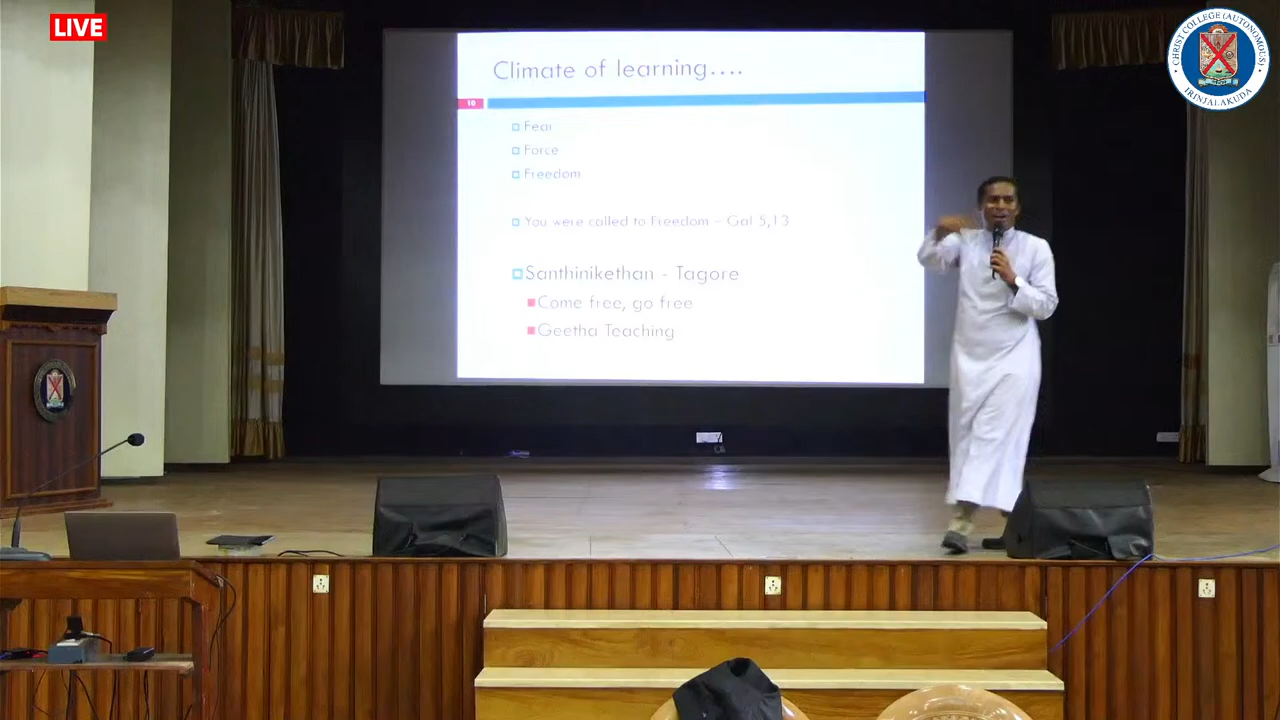 LIVE
CHRIST COLLEGE (AUTONOMOUS)
IRINJALAKUDA
Climate of learning....
10
Fear
Force
Freedom
You were called to Freedom – Gal 5,13
Santhinikethan - Tagore
Come free, go free
Geetha Teaching